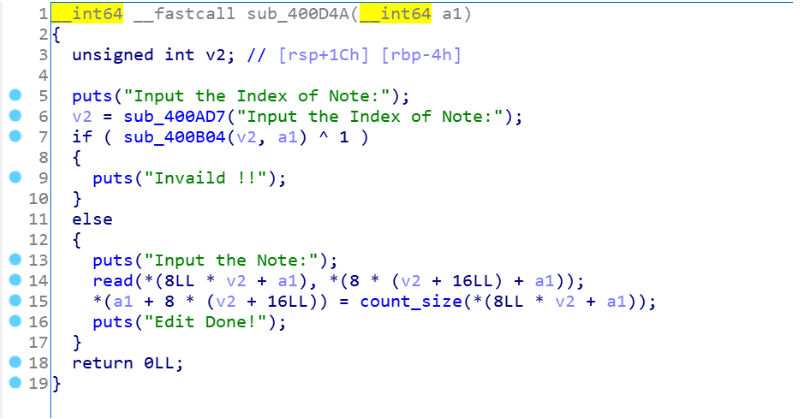 1 __int64 __fastcall sub_400D4A(__int64 a1)
2 {
3 unsigned int v2; // [rsp+1Ch] [rbp-4h]
4
5 puts("Input the Index of Note:");
6 v2 = sub_400AD7("Input the Index of Note:");
7 if ( sub_400B04(v2, a1) ^ 1 )
8 {
9 puts("Invaild !!");
10 }
11 else
12 {
13 puts("Input the Note:");
14 read(*(8LL * v2 + a1), *(8 * (v2 + 16LL) + a1));
15 *(a1 + 8 * (v2 + 16LL)) = count_size(*(8LL * v2 + a1));
16 puts("Edit Done!");
17 }
18 return 0LL;
19 }